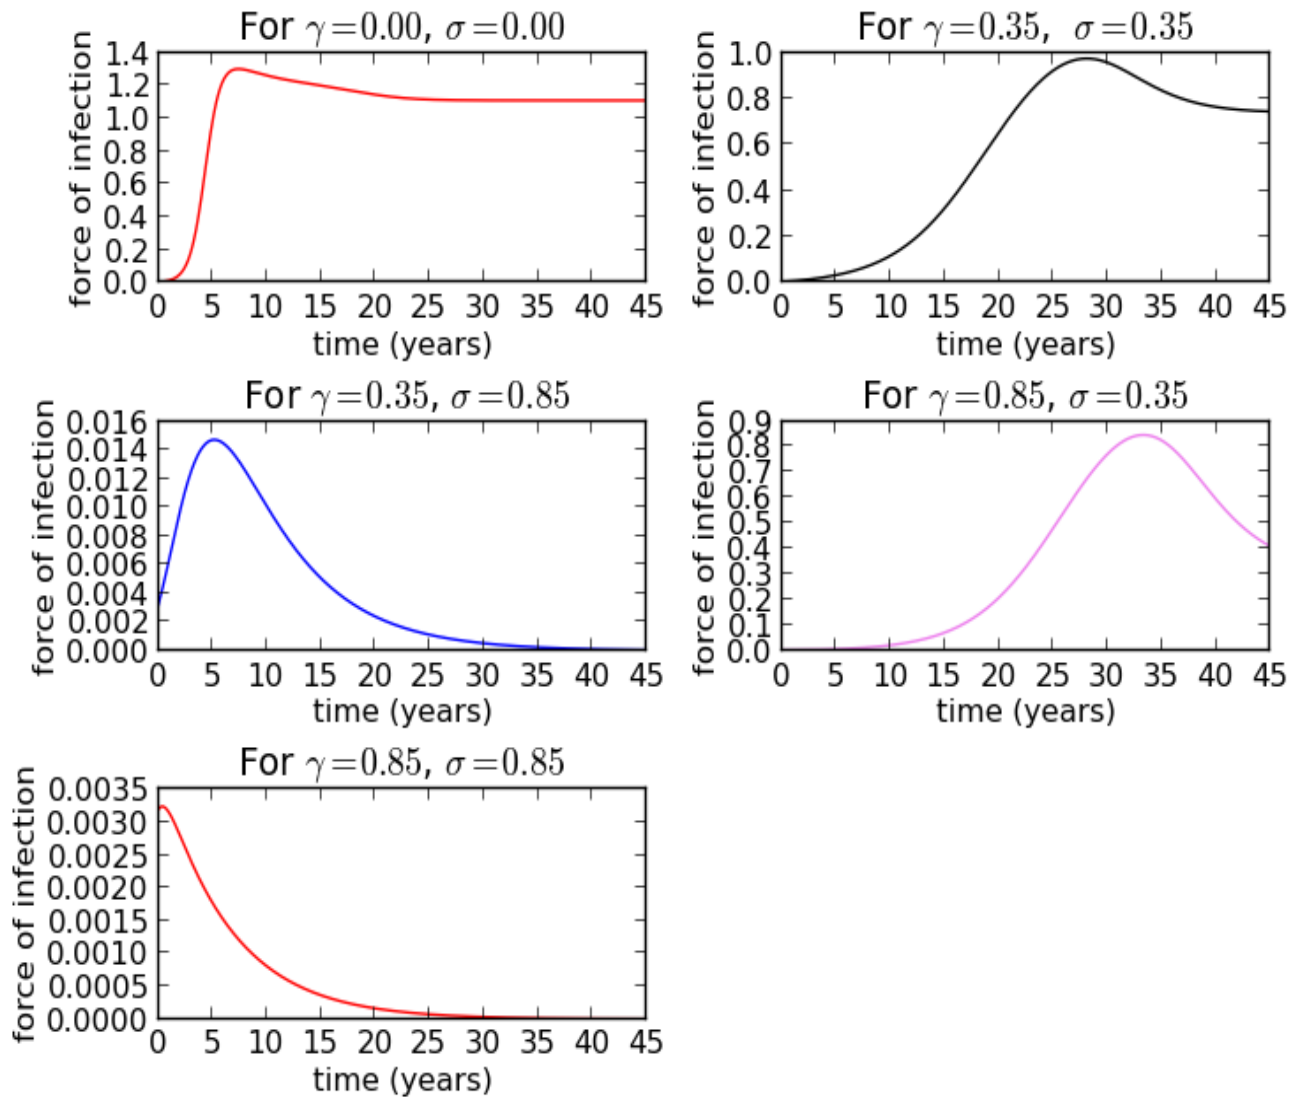 For γ=0.00, σ=0.00
force of infection
1.4
1.2
1.0
0.8
0.6
0.4
0.2
0.0
0 5 10 15 20 25 30 35 40 45
time (years)
For γ=0.35, σ=0.35
force of infection
1.0
0.8
0.6
0.4
0.2
0.0
0 5 10 15 20 25 30 35 40 45
time (years)
For γ=0.35, σ=0.85
force of infection
0.016
0.014
0.012
0.010
0.008
0.006
0.004
0.002
0.000
0 5 10 15 20 25 30 35 40 45
time (years)
For γ=0.85, σ=0.35
force of infection
0.9
0.8
0.7
0.6
0.5
0.4
0.3
0.2
0.1
0.0
0 5 10 15 20 25 30 35 40 45
time (years)
For γ=0.85, σ=0.85
force of infection
0.0035
0.0030
0.0025
0.0020
0.0015
0.0010
0.0005
0.0000
0 5 10 15 20 25 30 35 40 45
time (years)